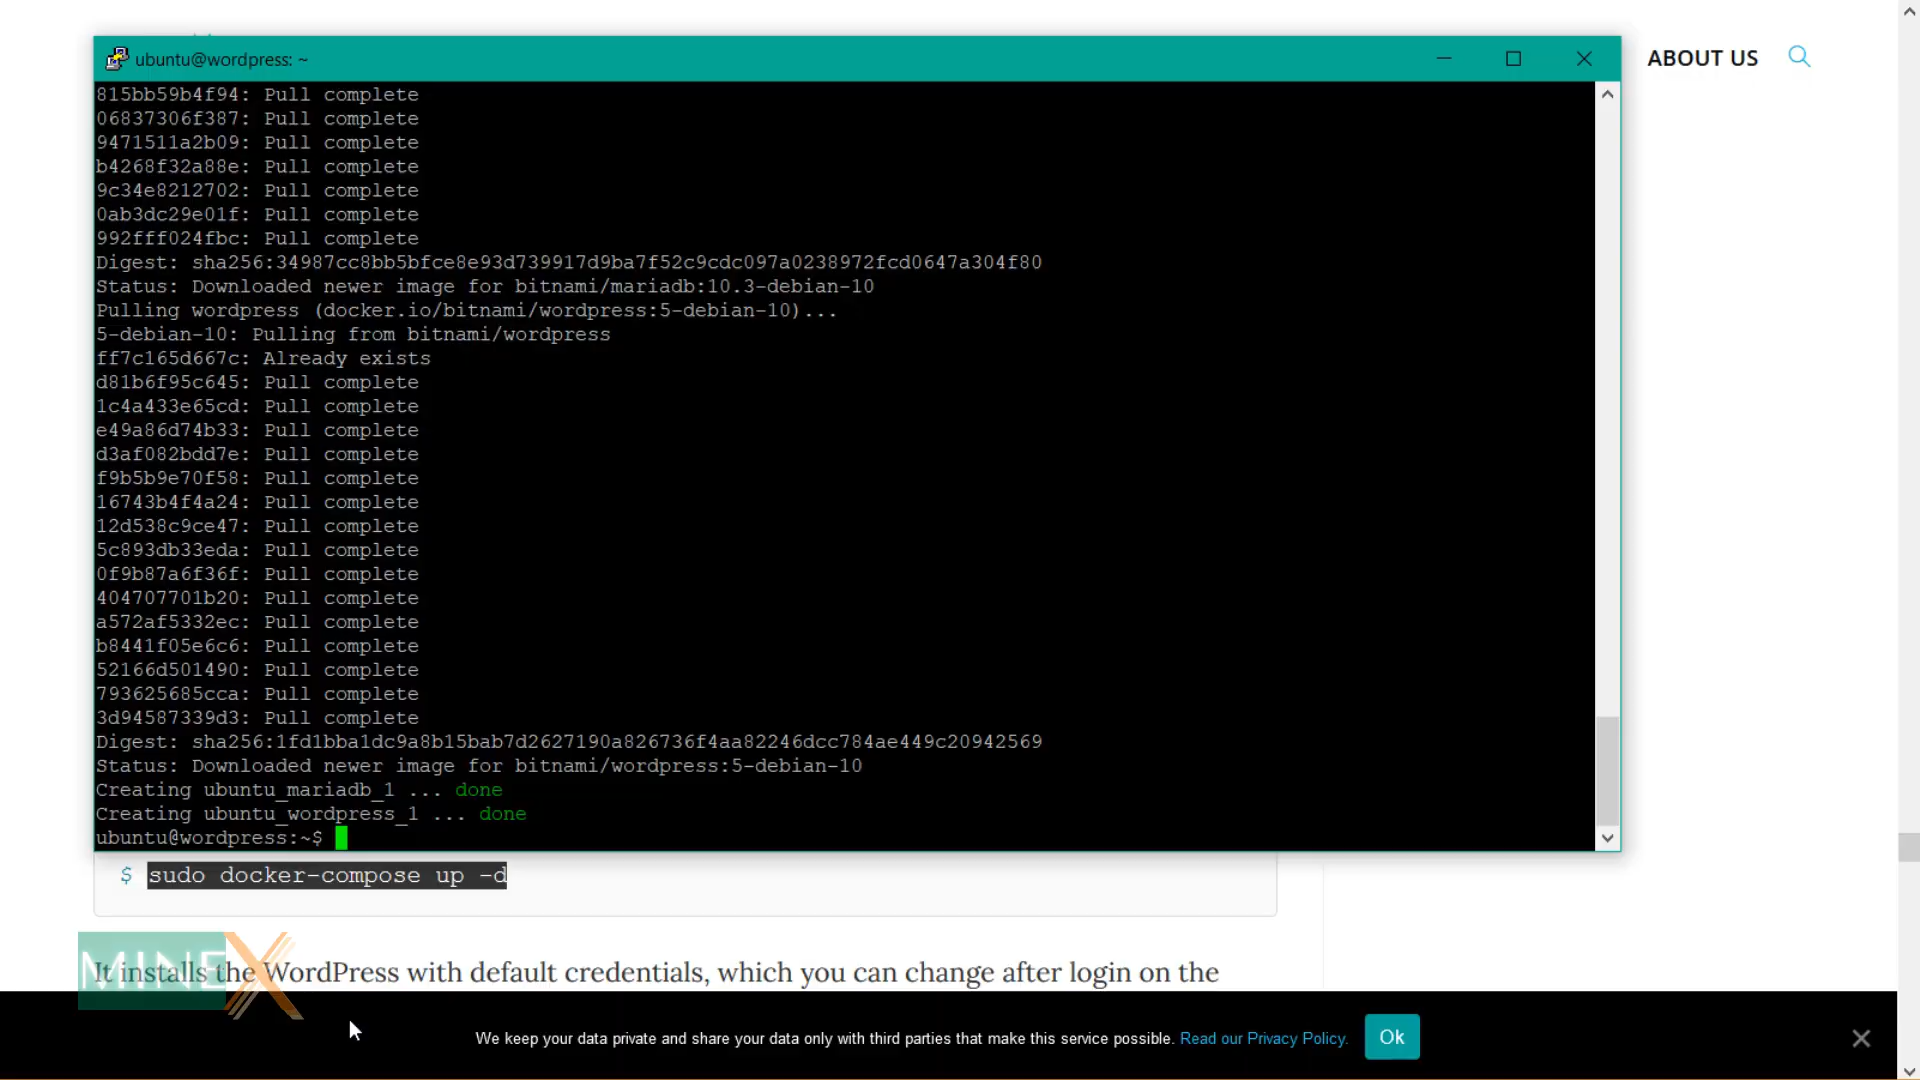 ubuntu@wordpress: ~
ABOUT US
815bb59b4f94: Pull complete
06837306f387: Pull complete
9471511a2b09: Pull complete
b4268f32a88e: Pull complete
9c34e8212702: Pull complete
0ab3dc29e01f: Pull complete
992fff024fbc: Pull complete
Digest: sha256:34987cc8bb5bfce8e93d739917d9ba7f52c9cdc097a0238972fcd0647a304f80
Status: Downloaded newer image for bitnami/mariadb:10.3-debian-10
Pulling wordpress (docker.io/bitnami/wordpress:5-debian-10)...
5-debian-10: Pulling from bitnami/wordpress
ff7c165d667c: Already exists
d81b6f95c645: Pull complete
1c4a433e65cd: Pull complete
e49a86d74b33: Pull complete
d3af082bdd7e: Pull complete
f9b5b9e70f58: Pull complete
16743b4f4a24: Pull complete
12d538c9ce47: Pull complete
5c893db33eda: Pull complete
0f9b87a6f36f: Pull complete
404707701b20: Pull complete
a572af5332ec: Pull complete
b8441f05e6c6: Pull complete
52166d501490: Pull complete
793625685cca: Pull complete
3d94587339d3: Pull complete
Digest: sha256:1fd1bba1dc9a8b15bab7d2627190a826736f4aa82246dcc784ae449c20942569
Status: Downloaded newer image for bitnami/wordpress:5-debian-10
Creating ubuntu_mariadb_1 ... done
Creating ubuntu_wordpress_1 ... done
ubuntu@wordpress:~$
$ sudo docker-compose up -d
MINEX
It installs the WordPress with default credentials, which you can change after login on the
We keep your data private and share your data only with third parties that make this service possible. Read our Privacy Policy.
Ok